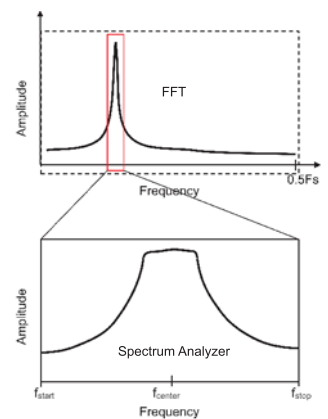 Amplitude
FFT
0.5Fs
Frequency
Amplitude
Spectrum Analyzer
fstart
fcenter
fstop
Frequency